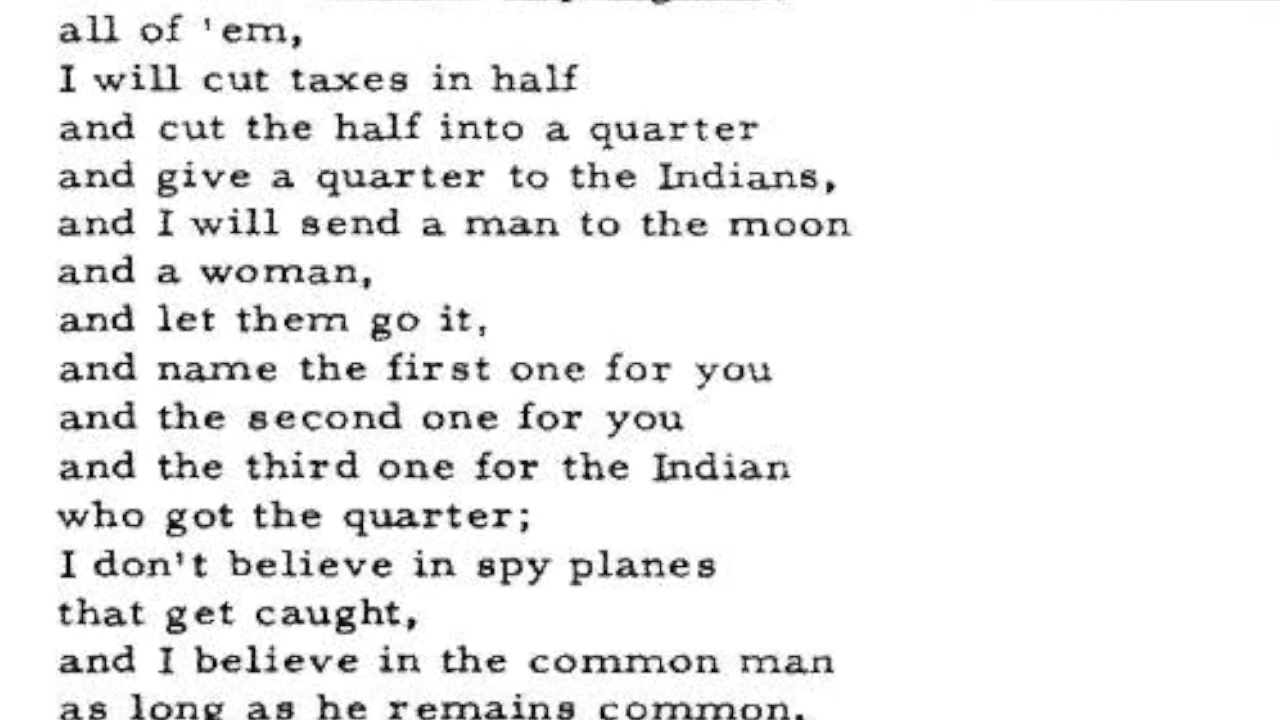 all of 'em,
I will cut taxes in half
and cut the half into a quarter
and give a quarter to the Indians,
and I will send a man to the moon
and a woman,
and let them go it,
and name the first one for you
and the second one for you
and the third one for the Indian
who got the quarter;
I don't believe in spy planes
that get caught,
and I believe in the common man
as long as he remains common,